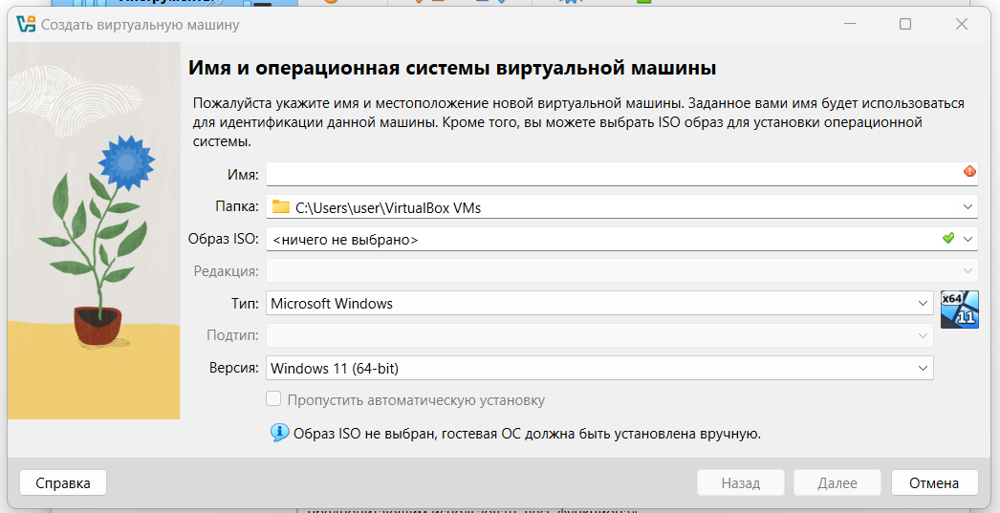 Создать виртуальную машину
Имя и операционная системы виртуальной машины
Пожалуйста укажите имя и местоположение новой виртуальной машины. Заданное вами имя будет использоваться
для идентификации данной машины. Кроме того, вы можете выбрать ISO образ для установки операционной
системы.
Имя:
Папка: C:\Users\user\VirtualBox VMs
Образ ISO: <ничего не выбрано>
Редакция:
Тип: Microsoft Windows
x64
11
Подтип:
Версия: Windows 11 (64-bit)
Пропустить автоматическую установку
Образ ISO не выбран, гостевая ОС должна быть установлена вручную.
Справка Назад Далее Отмена